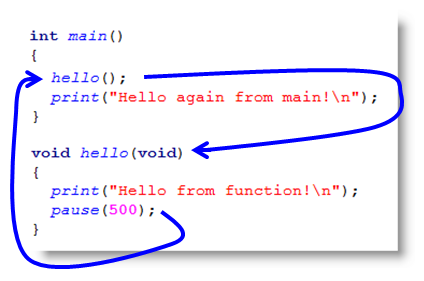 int main()
{
hello();
print("Hello again from main!\n");
}
void hello(void)
{
print("Hello from function!\n");
pause(500);
}